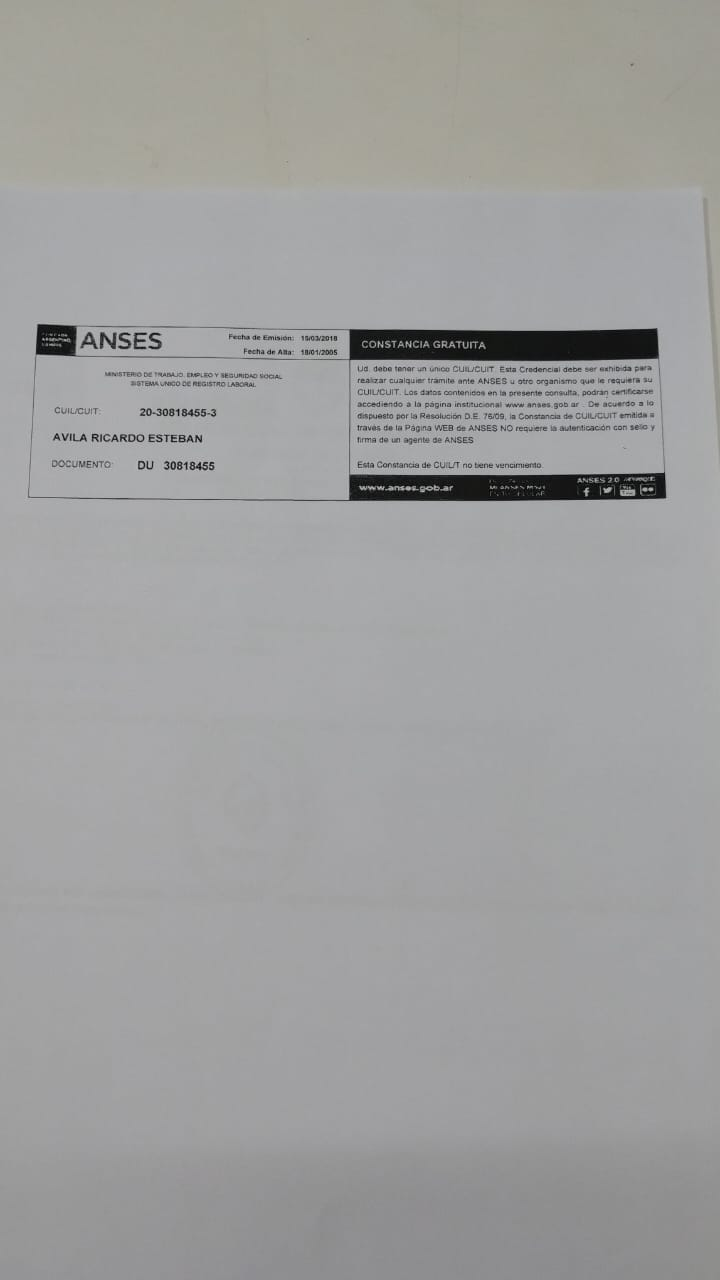 ANSES
Fecha de Emisión: 15/03/2018
Fecha de Alta: 18/01/2005
MINISTERIO DE TRABAJO, EMPLEO Y SEGURIDAD SOCIAL
SISTEMA UNICO DE REGISTRO LABORAL
CUIL/CUIT: 20-30818455-3
AVILA RICARDO ESTEBAN
DOCUMENTO: DU 30818455
CONSTANCIA GRATUITA
Ud. debe tener un único CUIL/CUIT. Esta Credencial debe ser exhibida para
realizar cualquier trámite ante ANSES u otro organismo que le requiera su
CUIL/CUIT. Los datos contenidos en la presente consulta, podrán certificarse
accediendo a la página institucional www.anses.gob.ar . De acuerdo a lo
dispuesto por la Resolución D.E. 76/09, la Constancia de CUIL/CUIT emitida a
través de la Página WEB de ANSES NO requiere la autenticación con sello y
firma de un agente de ANSES
Esta Constancia de CUIL/T no tiene vencimiento.
www.anses.gob.ar
ANSES 2.0